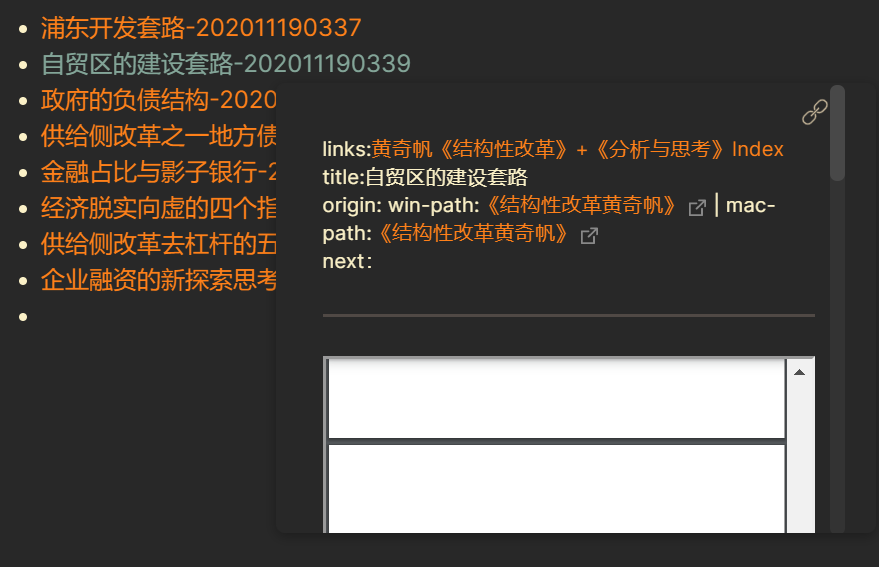 浦东开发套路-202011190337
自贸区的建设套路-202011190339
政府的负债结构-2020
供给侧改革之一地方债
金融占比与影子银行-2
经济脱实向虚的四个指
供给侧改革去杠杆的五
企业融资的新探索思考
links:黄奇帆《结构性改革》+《分析与思考》Index
title:自贸区的建设套路
origin: win-path:《结构性改革黄奇帆》 | mac-
path:《结构性改革黄奇帆》
next：